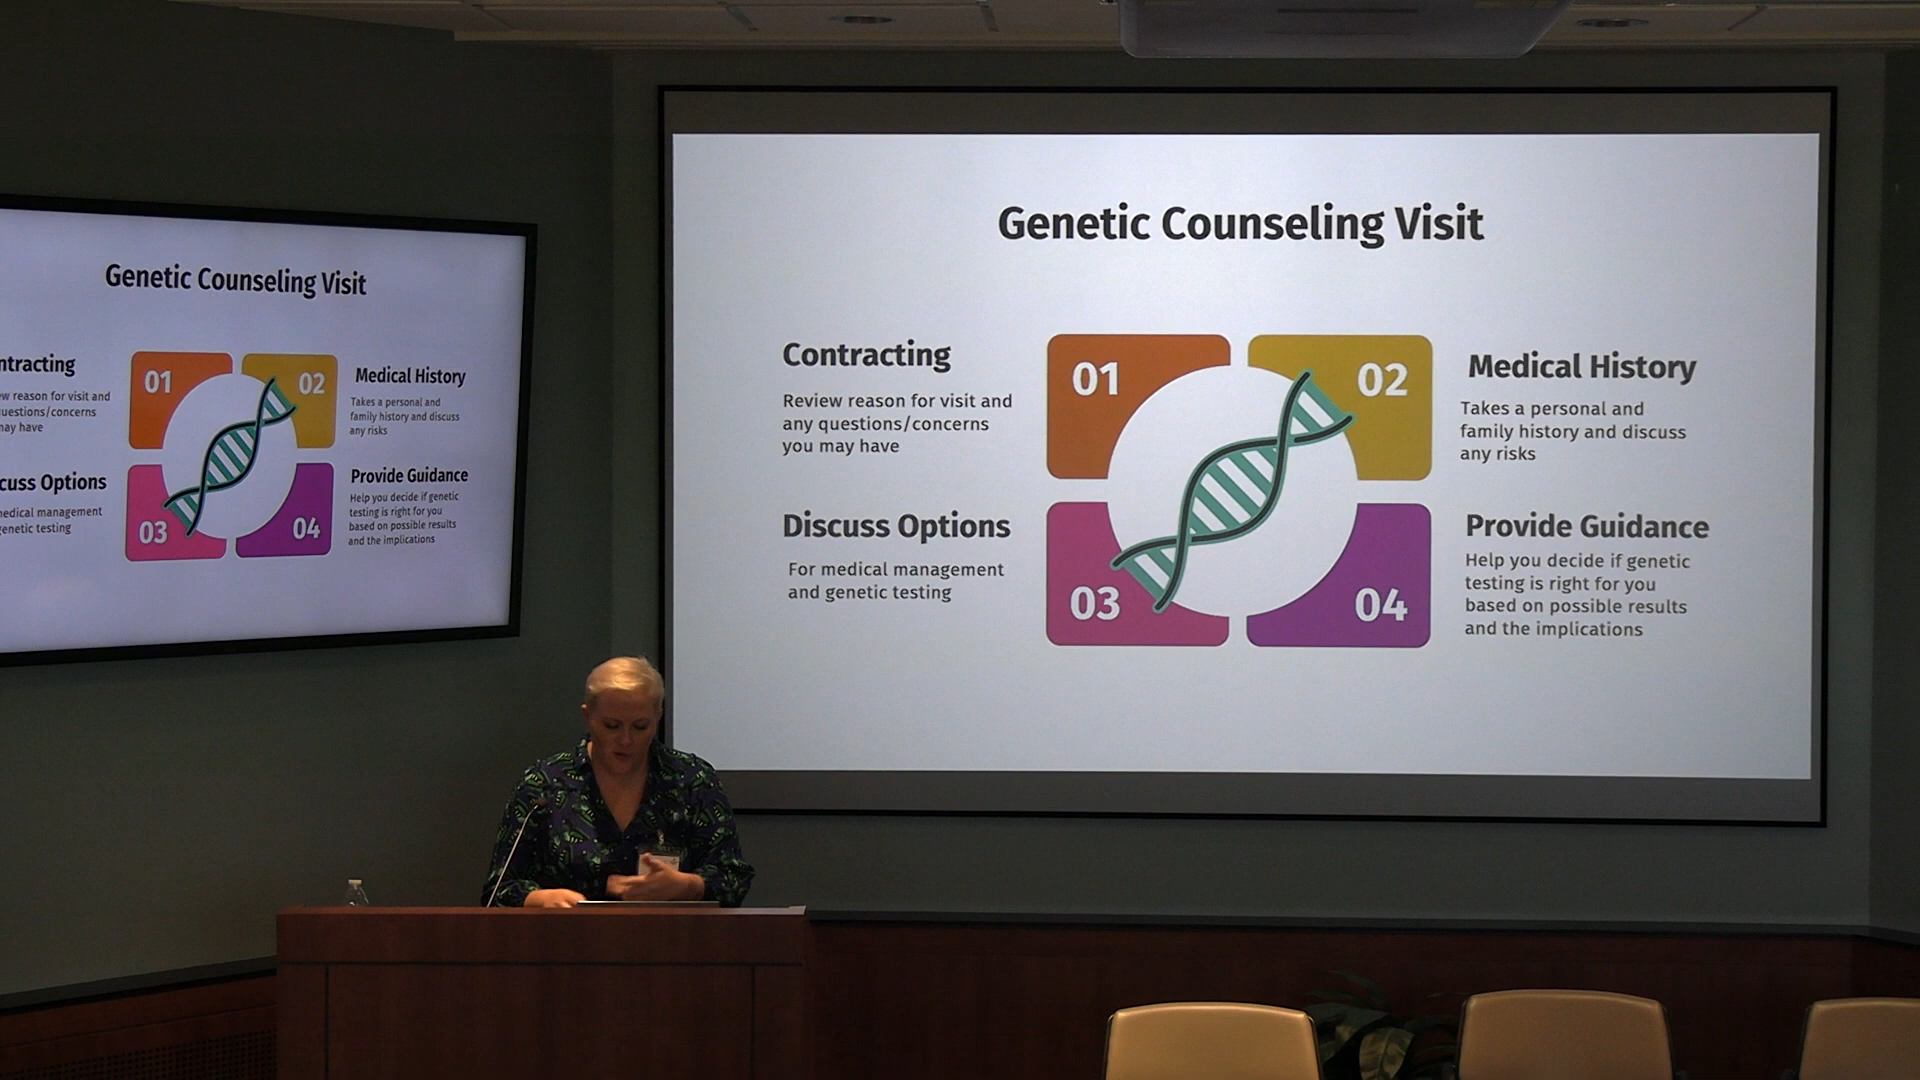 Genetic Counseling Visit
ntracting
w reason for visit and
uestions/concerns
may have
01
02
Medical History
Takes a personal and
family history and discuss
any risks
cuss Options
medical management
genetic testing
03
04
Provide Guidance
Help you decide if genetic
testing is right for you
based on possible results
and the implications
Genetic Counseling Visit
Contracting
Review reason for visit and
any questions/concerns
you may have
01
02
Medical History
Takes a personal and
family history and discuss
any risks
Discuss Options
For medical management
and genetic testing
03
04
Provide Guidance
Help you decide if genetic
testing is right for you
based on possible results
and the implications